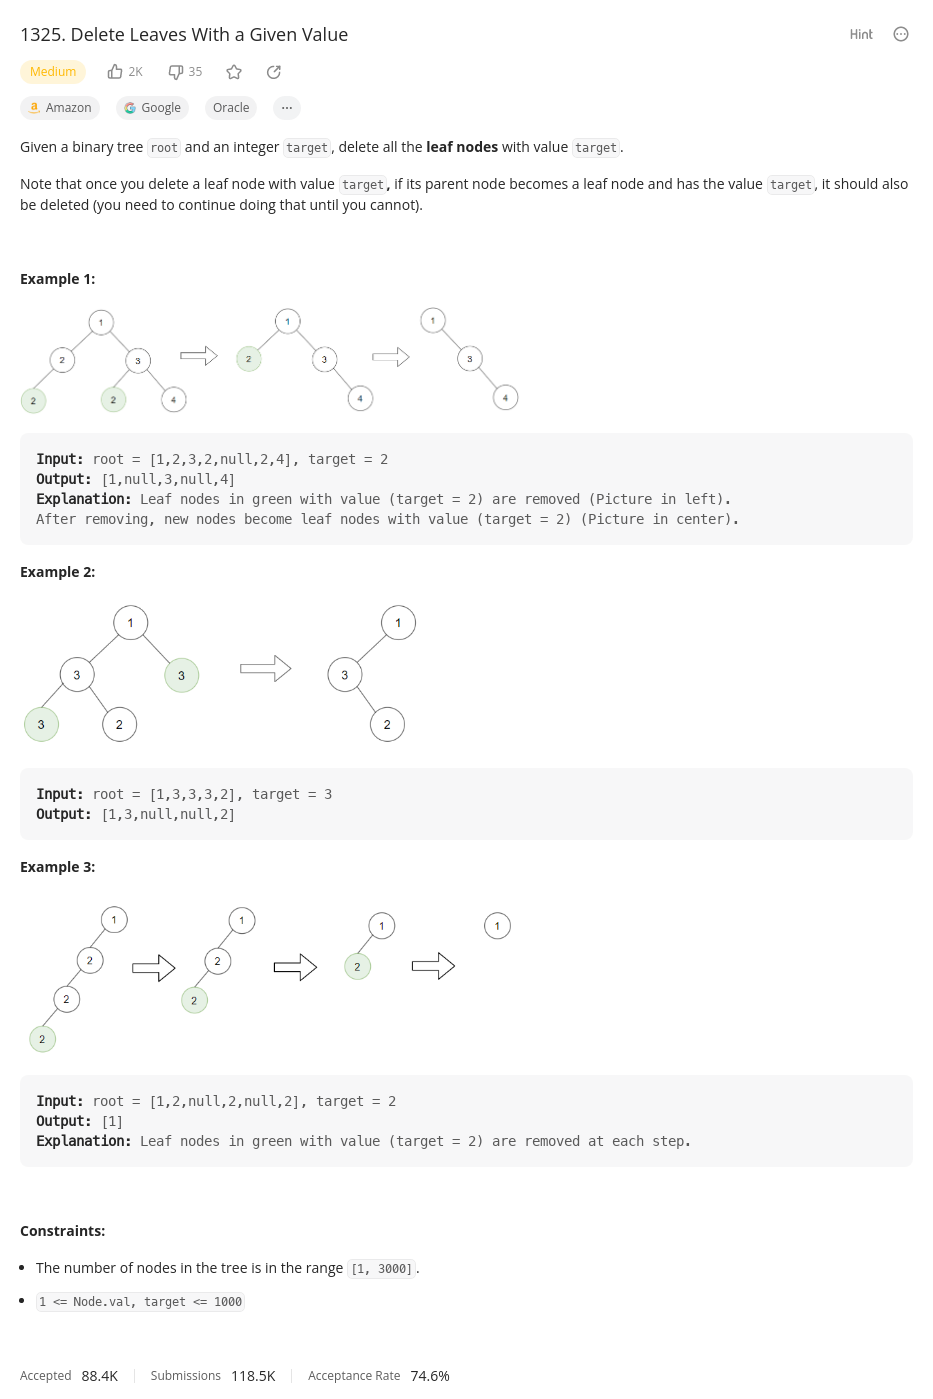 1325. Delete Leaves With a Given Value
Hint
Medium
2K
35
Amazon
Google
Oracle
Given a binary tree root and an integer target, delete all the leaf nodes with value target.
Note that once you delete a leaf node with value target, if its parent node becomes a leaf node and has the value target, it should also
be deleted (you need to continue doing that until you cannot).
Example 1:
1
1
1
2
3
2
3
3
2
2
4
4
4
Input: root = [1,2,3,2,null,2,4], target = 2
Output: [1,null,3,null,4]
Explanation: Leaf nodes in green with value (target = 2) are removed (Picture in left).
After removing, new nodes become leaf nodes with value (target = 2) (Picture in center).
Example 2:
1
1
3
3
3
3
2
2
Input: root = [1,3,3,3,2], target = 3
Output: [1,3,null,null,2]
Example 3:
1
1
1
1
2
2
2
2
2
2
Input: root = [1,2,null,2,null,2], target = 2
Output: [1]
Explanation: Leaf nodes in green with value (target = 2) are removed at each step.
Constraints:
• The number of nodes in the tree is in the range [1, 3000].
• 1 <= Node.val, target <= 1000
Accepted 88.4K
Submissions 118.5K
Acceptance Rate 74.6%